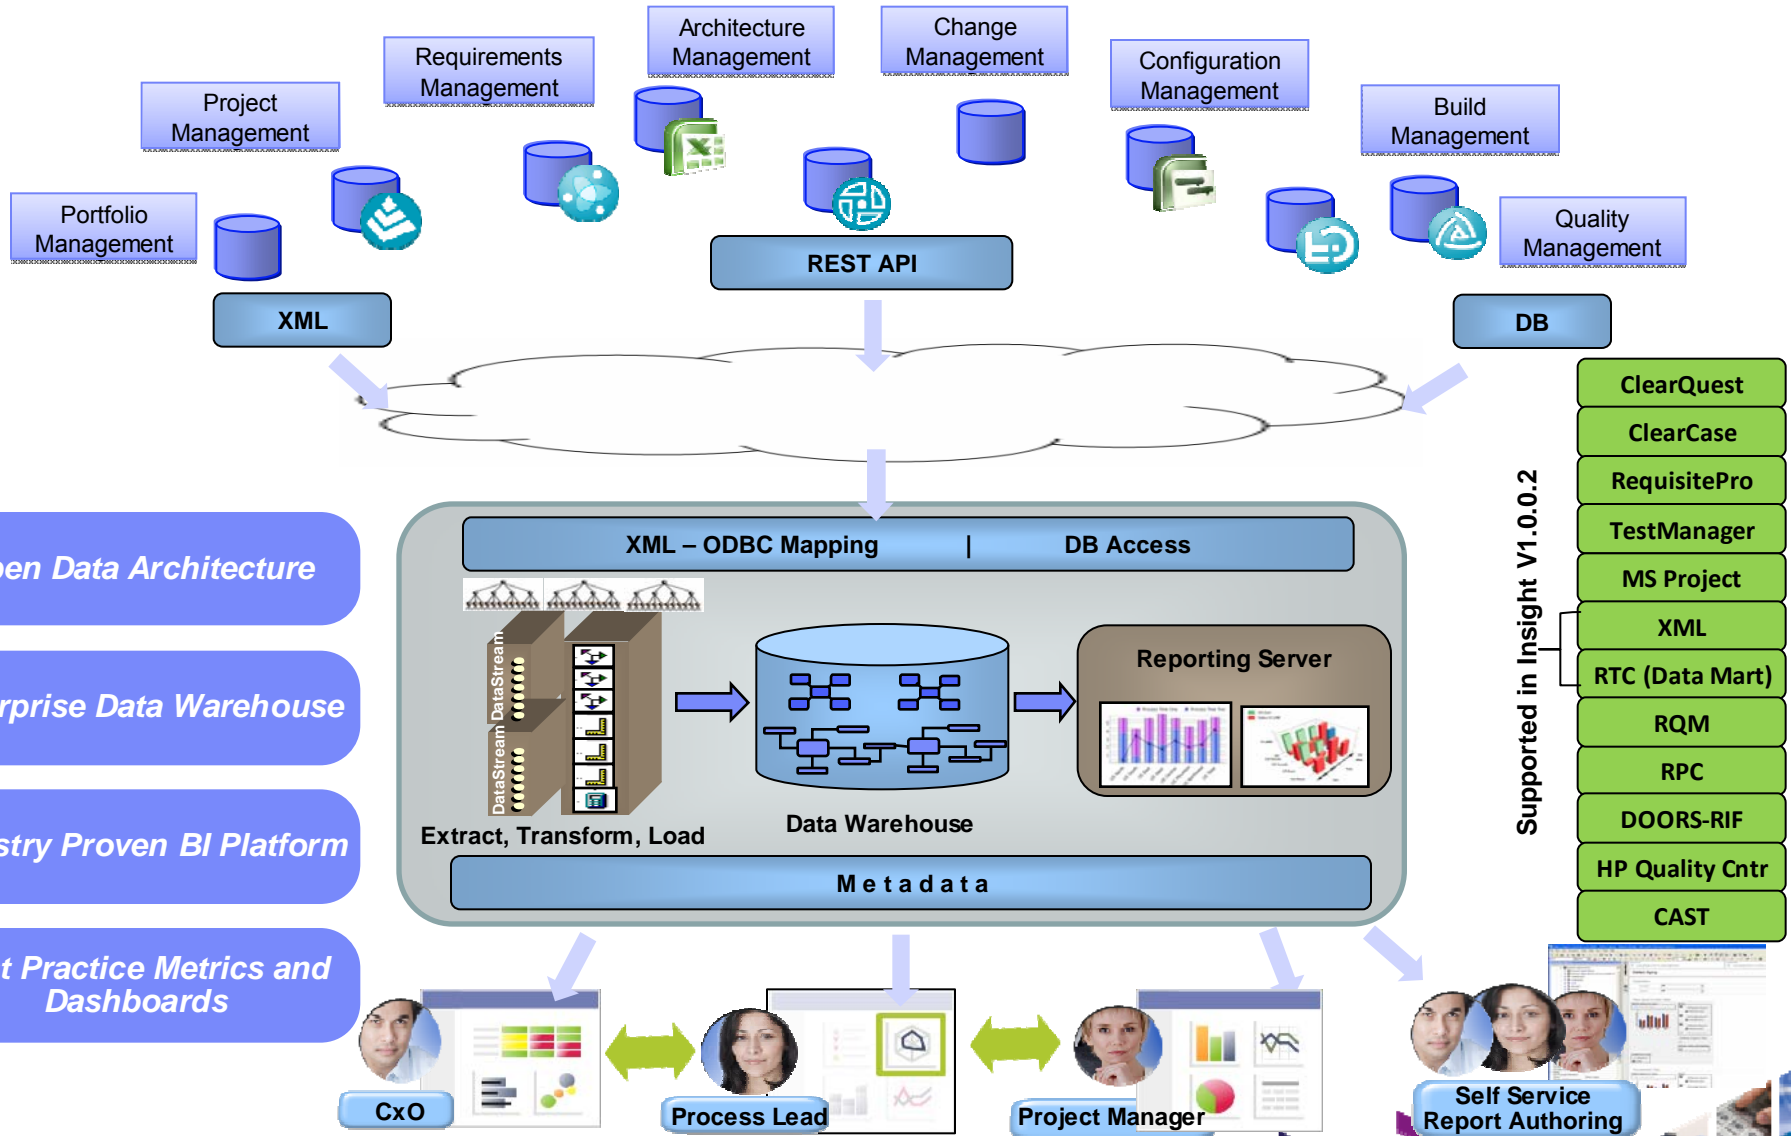 Architecture
Management
Change
Management
Requirements
Management
Configuration
Management
Project
Management
Build
Management
Portfolio
Management
Quality
Management
REST API
XML
DB
ClearQuest
ClearCase
RequisitePro
TestManager
MS Project
XML
RTC (Data Mart)
RQM
RPC
DOORS-RIF
HP Quality Cntr
CAST
Supported in Insight V1.0.0.2
pen Data Architecture
rprise Data Warehouse
stry Proven BI Platform
t Practice Metrics and
Dashboards
XML – ODBC Mapping | DB Access
DataStream
DataStream
Extract, Transform, Load
Data Warehouse
Reporting Server
Metadata
CxO
Process Lead
Project Manager
Self Service
Report Authoring